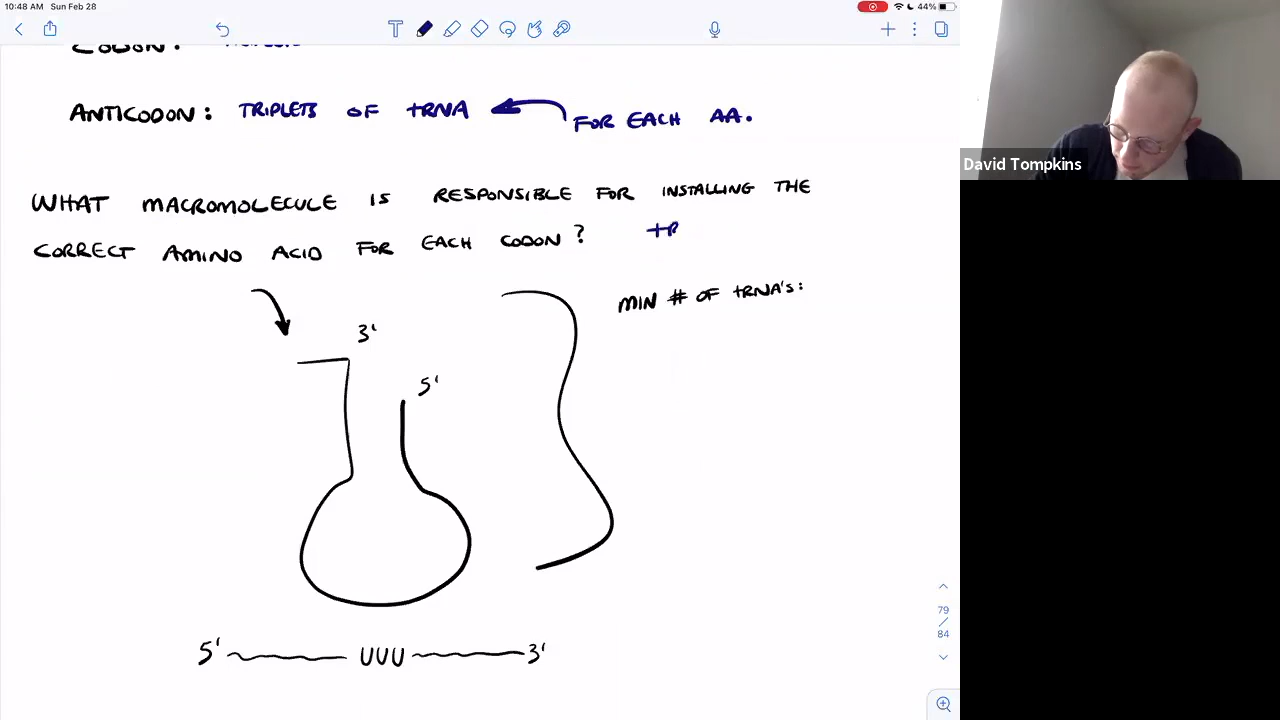 10:48 AM Sun Feb 28
44%
CODON:
ANTICODON: TRIPLETS OF tRNA FOR EACH AA.
WHAT MACROMOLECULE IS RESPONSIBLE FOR INSTALLING THE
CORRECT AMINO ACID FOR EACH CODON? tR
MIN # OF tRNA'S:
3'
5'
5' UUU 3'
79
/
84
David Tompkins